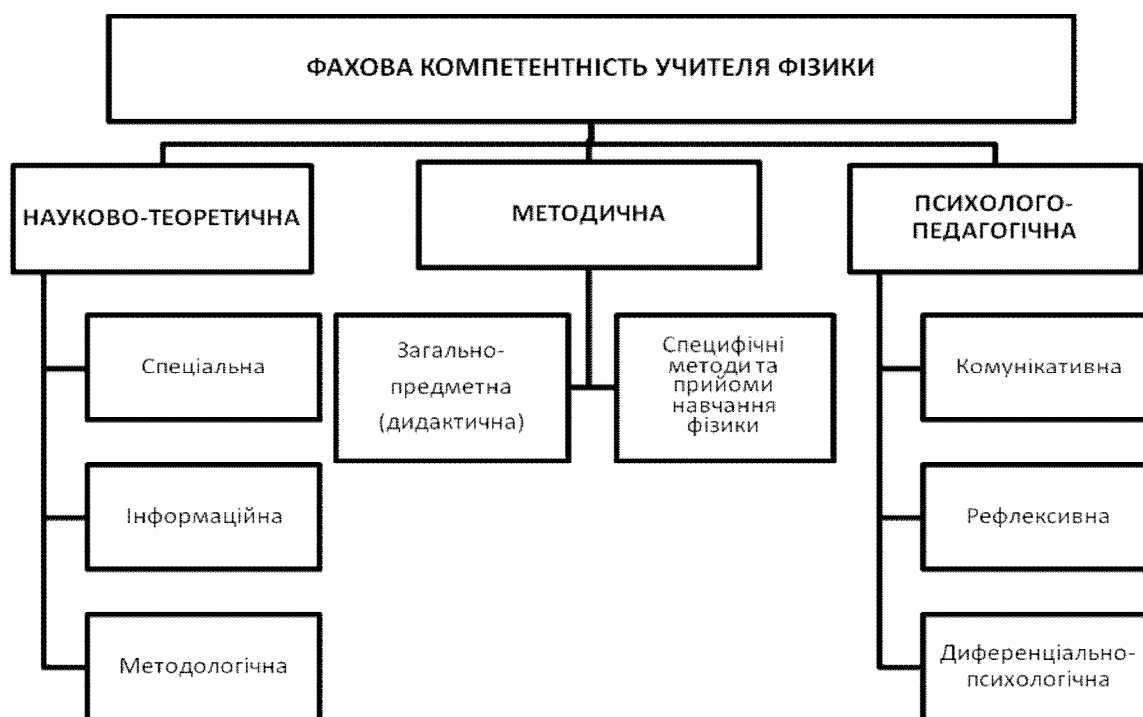 ФАХОВА КОМПЕТЕНТНІСТЬ УЧИТЕЛЯ ФІЗИКИ
НАУКОВО-ТЕОРЕТИЧНА
МЕТОДИЧНА
ПСИХОЛОГО-
ПЕДАГОГІЧНА
Спеціальна
Загально-
предметна
(дидактична)
Специфічні
методи та
прийоми
навчання
фізики
Комунікативна
Інформаційна
Рефлексивна
Методологічна
Диференціально-
психологічна